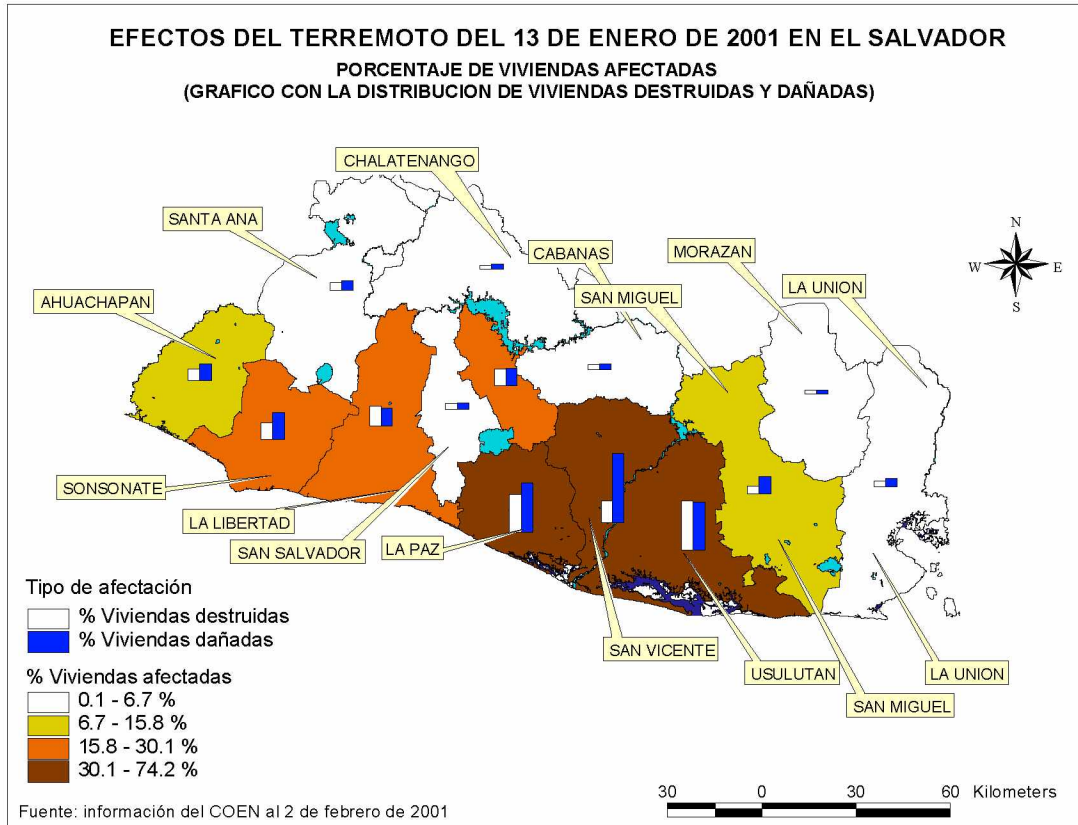 EFECTOS DEL TERREMOTO DEL 13 DE ENERO DE 2001 EN EL SALVADOR
PORCENTAJE DE VIVIENDAS AFECTADAS
(GRAFICO CON LA DISTRIBUCION DE VIVIENDAS DESTRUIDAS Y DAÑADAS)
CHALATENANGO
SANTA ANA
CABANAS
MORAZAN
SAN MIGUEL
LA UNION
AHUACHAPAN
N
W
E
S
SONSONATE
LA LIBERTAD
SAN SALVADOR
LA PAZ
SAN VICENTE
USULUTAN
LA UNION
SAN MIGUEL
Tipo de afectación
% Viviendas destruidas
% Viviendas dañadas
% Viviendas afectadas
0.1 - 6.7 %
6.7 - 15.8 %
15.8 - 30.1 %
30.1 - 74.2 %
30 0 30 60 Kilometers
Fuente: información del COEN al 2 de febrero de 2001